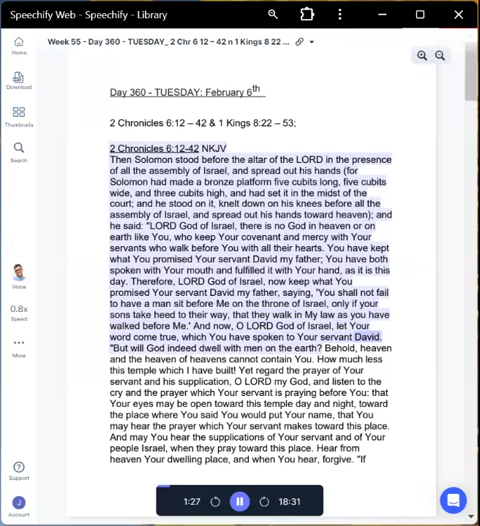 Speechify Web - Speechify - Library
Week 55 - Day 360 - TUESDAY_ 2 Chr 6 12 – 42 n 1 Kings 8 22 ...
Home
Download
Thumbnails
Search
Voice
0.8x
Speed
More
Support
J
Account
Day 360 - TUESDAY: February 6th
2 Chronicles 6:12 – 42 & 1 Kings 8:22 – 53;
2 Chronicles 6:12-42 NKJV
Then Solomon stood before the altar of the LORD in the presence
of all the assembly of Israel, and spread out his hands (for
Solomon had made a bronze platform five cubits long, five cubits
wide, and three cubits high, and had set it in the midst of the
court; and he stood on it, knelt down on his knees before all the
assembly of Israel, and spread out his hands toward heaven); and
he said: "LORD God of Israel, there is no God in heaven or on
earth like You, who keep Your covenant and mercy with Your
servants who walk before You with all their hearts. You have kept
what You promised Your servant David my father; You have both
spoken with Your mouth and fulfilled it with Your hand, as it is this
day. Therefore, LORD God of Israel, now keep what You
promised Your servant David my father, saying, 'You shall not fail
to have a man sit before Me on the throne of Israel, only if your
sons take heed to their way, that they walk in My law as you have
walked before Me.' And now, O LORD God of Israel, let Your
word come true, which You have spoken to Your servant David.
"But will God indeed dwell with men on the earth? Behold, heaven
and the heaven of heavens cannot contain You. How much less
this temple which I have built! Yet regard the prayer of Your
servant and his supplication, O LORD my God, and listen to the
cry and the prayer which Your servant is praying before You: that
Your eyes may be open toward this temple day and night, toward
the place where You said You would put Your name, that You
may hear the prayer which Your servant makes toward this place.
And may You hear the supplications of Your servant and of Your
people Israel, when they pray toward this place. Hear from
heaven Your dwelling place, and when You hear, forgive. "If
1:27
18:31